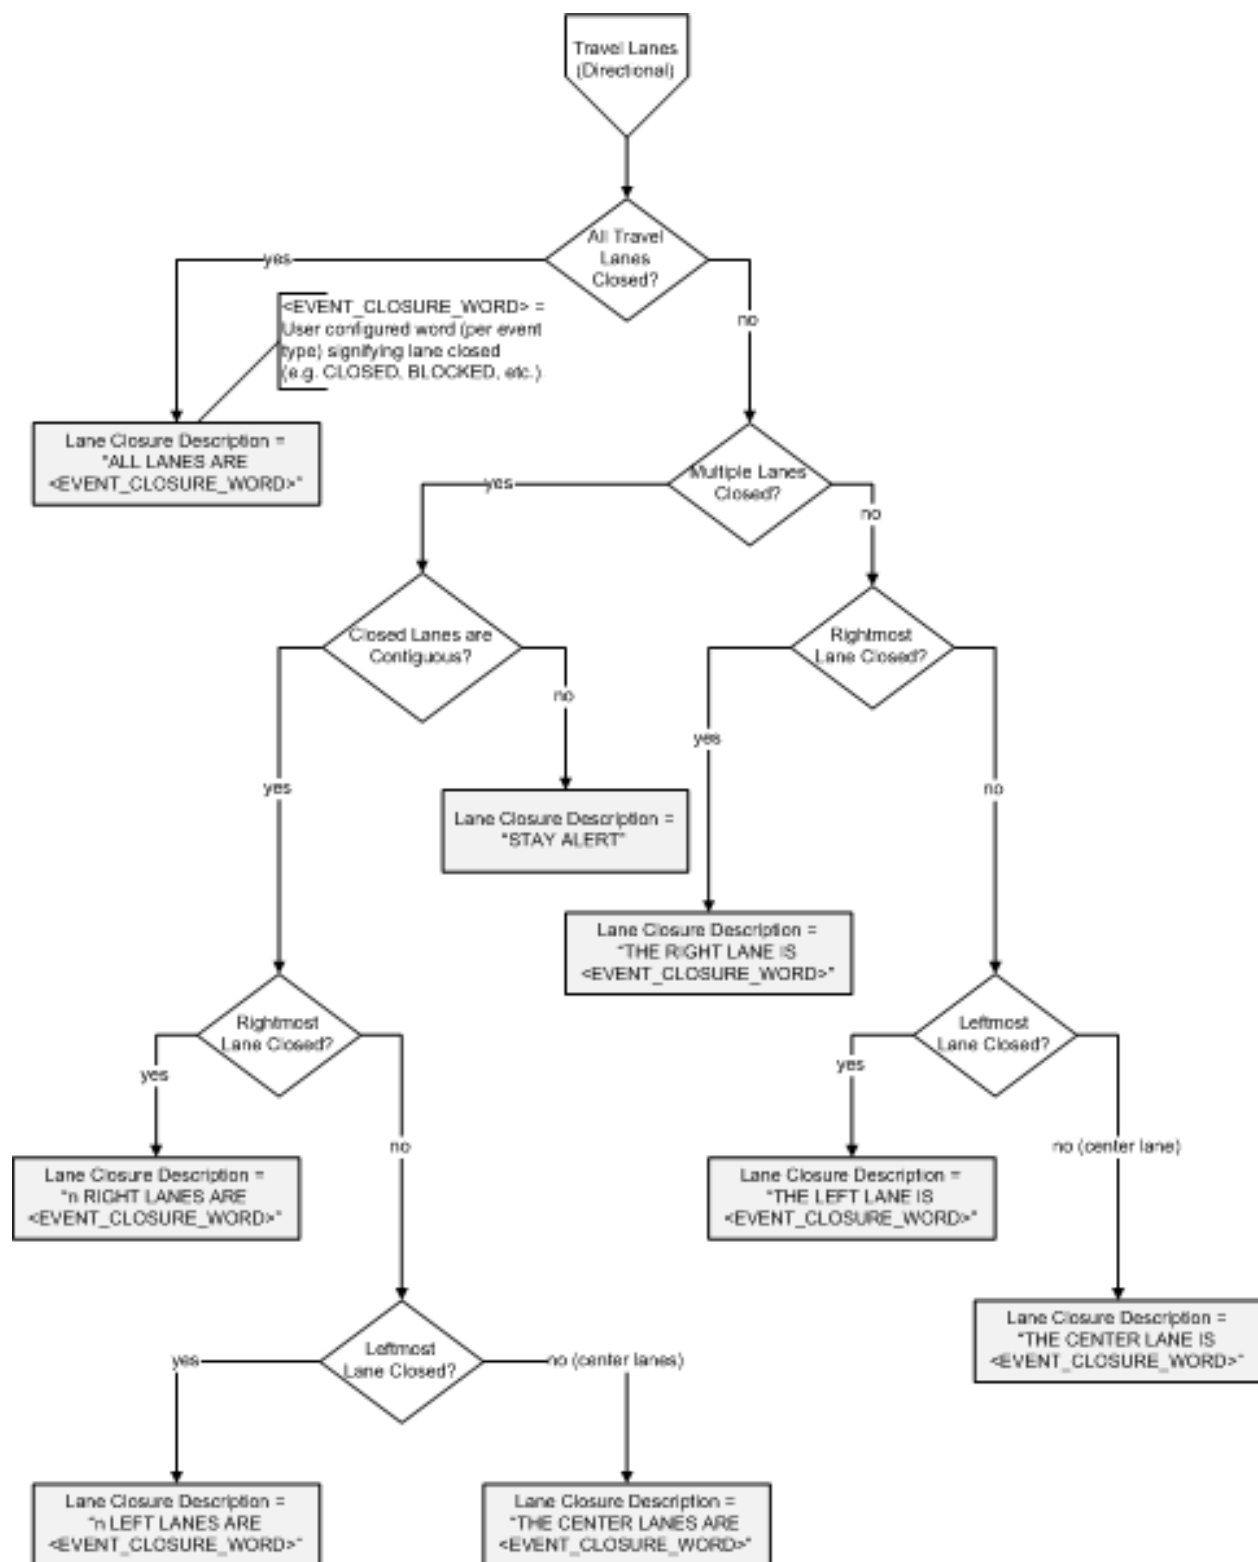 Travel Lanes
(Directional)
All Travel
Lanes
Closed?
yes
no
<EVENT_CLOSURE_WORD> =
User configured word (per event
type) signifying lane closed
(e.g. CLOSED, BLOCKED, etc.).
Lane Closure Description =
"ALL LANES ARE
<EVENT_CLOSURE_WORD>"
Multiple Lanes
Closed?
yes
no
Closed Lanes are
Contiguous?
Rightmost
Lane Closed?
no
yes
yes
no
Lane Closure Description =
"STAY ALERT"
Lane Closure Description =
"THE RIGHT LANE IS
<EVENT_CLOSURE_WORD>"
Rightmost
Lane Closed?
Leftmost
Lane Closed?
yes
yes
no
no (center lane)
Lane Closure Description =
"n RIGHT LANES ARE
<EVENT_CLOSURE_WORD>"
Lane Closure Description =
"THE LEFT LANE IS
<EVENT_CLOSURE_WORD>"
Leftmost
Lane Closed?
yes
no (center lanes)
Lane Closure Description =
"THE CENTER LANE IS
<EVENT_CLOSURE_WORD>"
Lane Closure Description =
"n LEFT LANES ARE
<EVENT_CLOSURE_WORD>"
Lane Closure Description =
"THE CENTER LANES ARE
<EVENT_CLOSURE_WORD>"